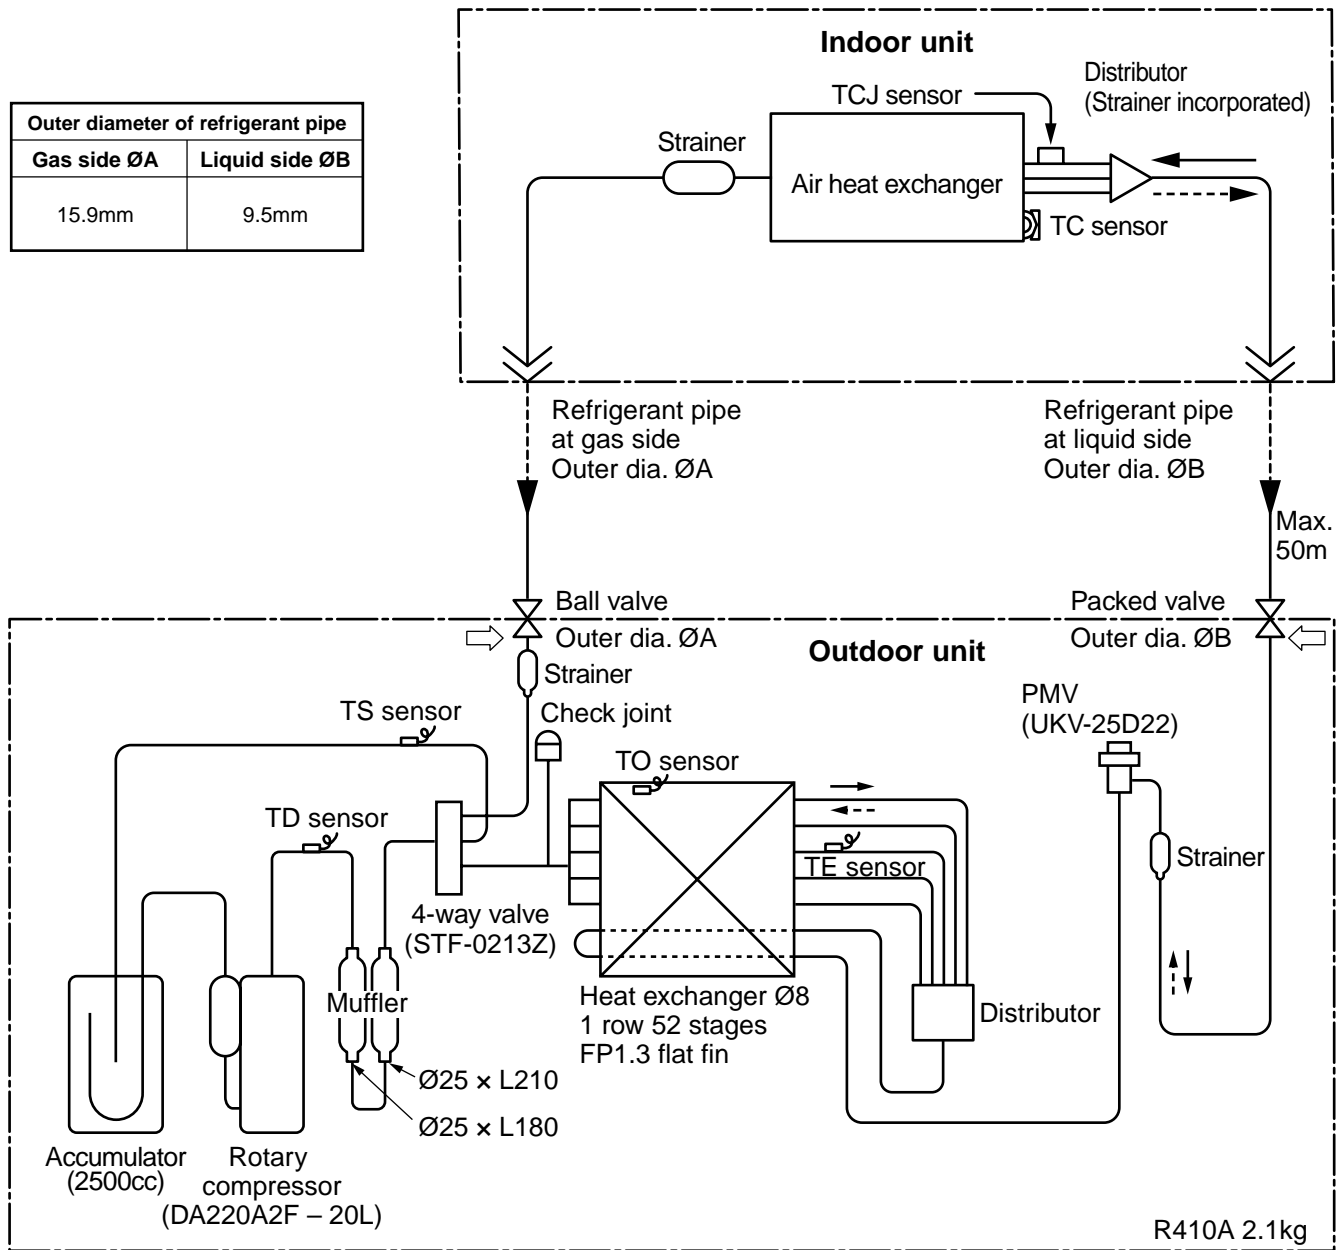 Indoor unit
Distributor
(Strainer incorporated)
TCJ sensor
Outer diameter of refrigerant pipe
Gas side ØA
Liquid side ØB
15.9mm
9.5mm
Strainer
Air heat exchanger
TC sensor
Refrigerant pipe
at gas side
Outer dia. ØA
Refrigerant pipe
at liquid side
Outer dia. ØB
Max.
50m
Ball valve
Outer dia. ØA
Packed valve
Outer dia. ØB
Outdoor unit
Strainer
TS sensor
Check joint
PMV
(UKV-25D22)
TO sensor
TD sensor
TE sensor
Strainer
4-way valve
(STF-0213Z)
Heat exchanger Ø8
1 row 52 stages
FP1.3 flat fin
Muffler
Distributor
Ø25 × L210
Ø25 × L180
Accumulator
(2500cc)
Rotary
compressor
(DA220A2F – 20L)
R410A 2.1kg